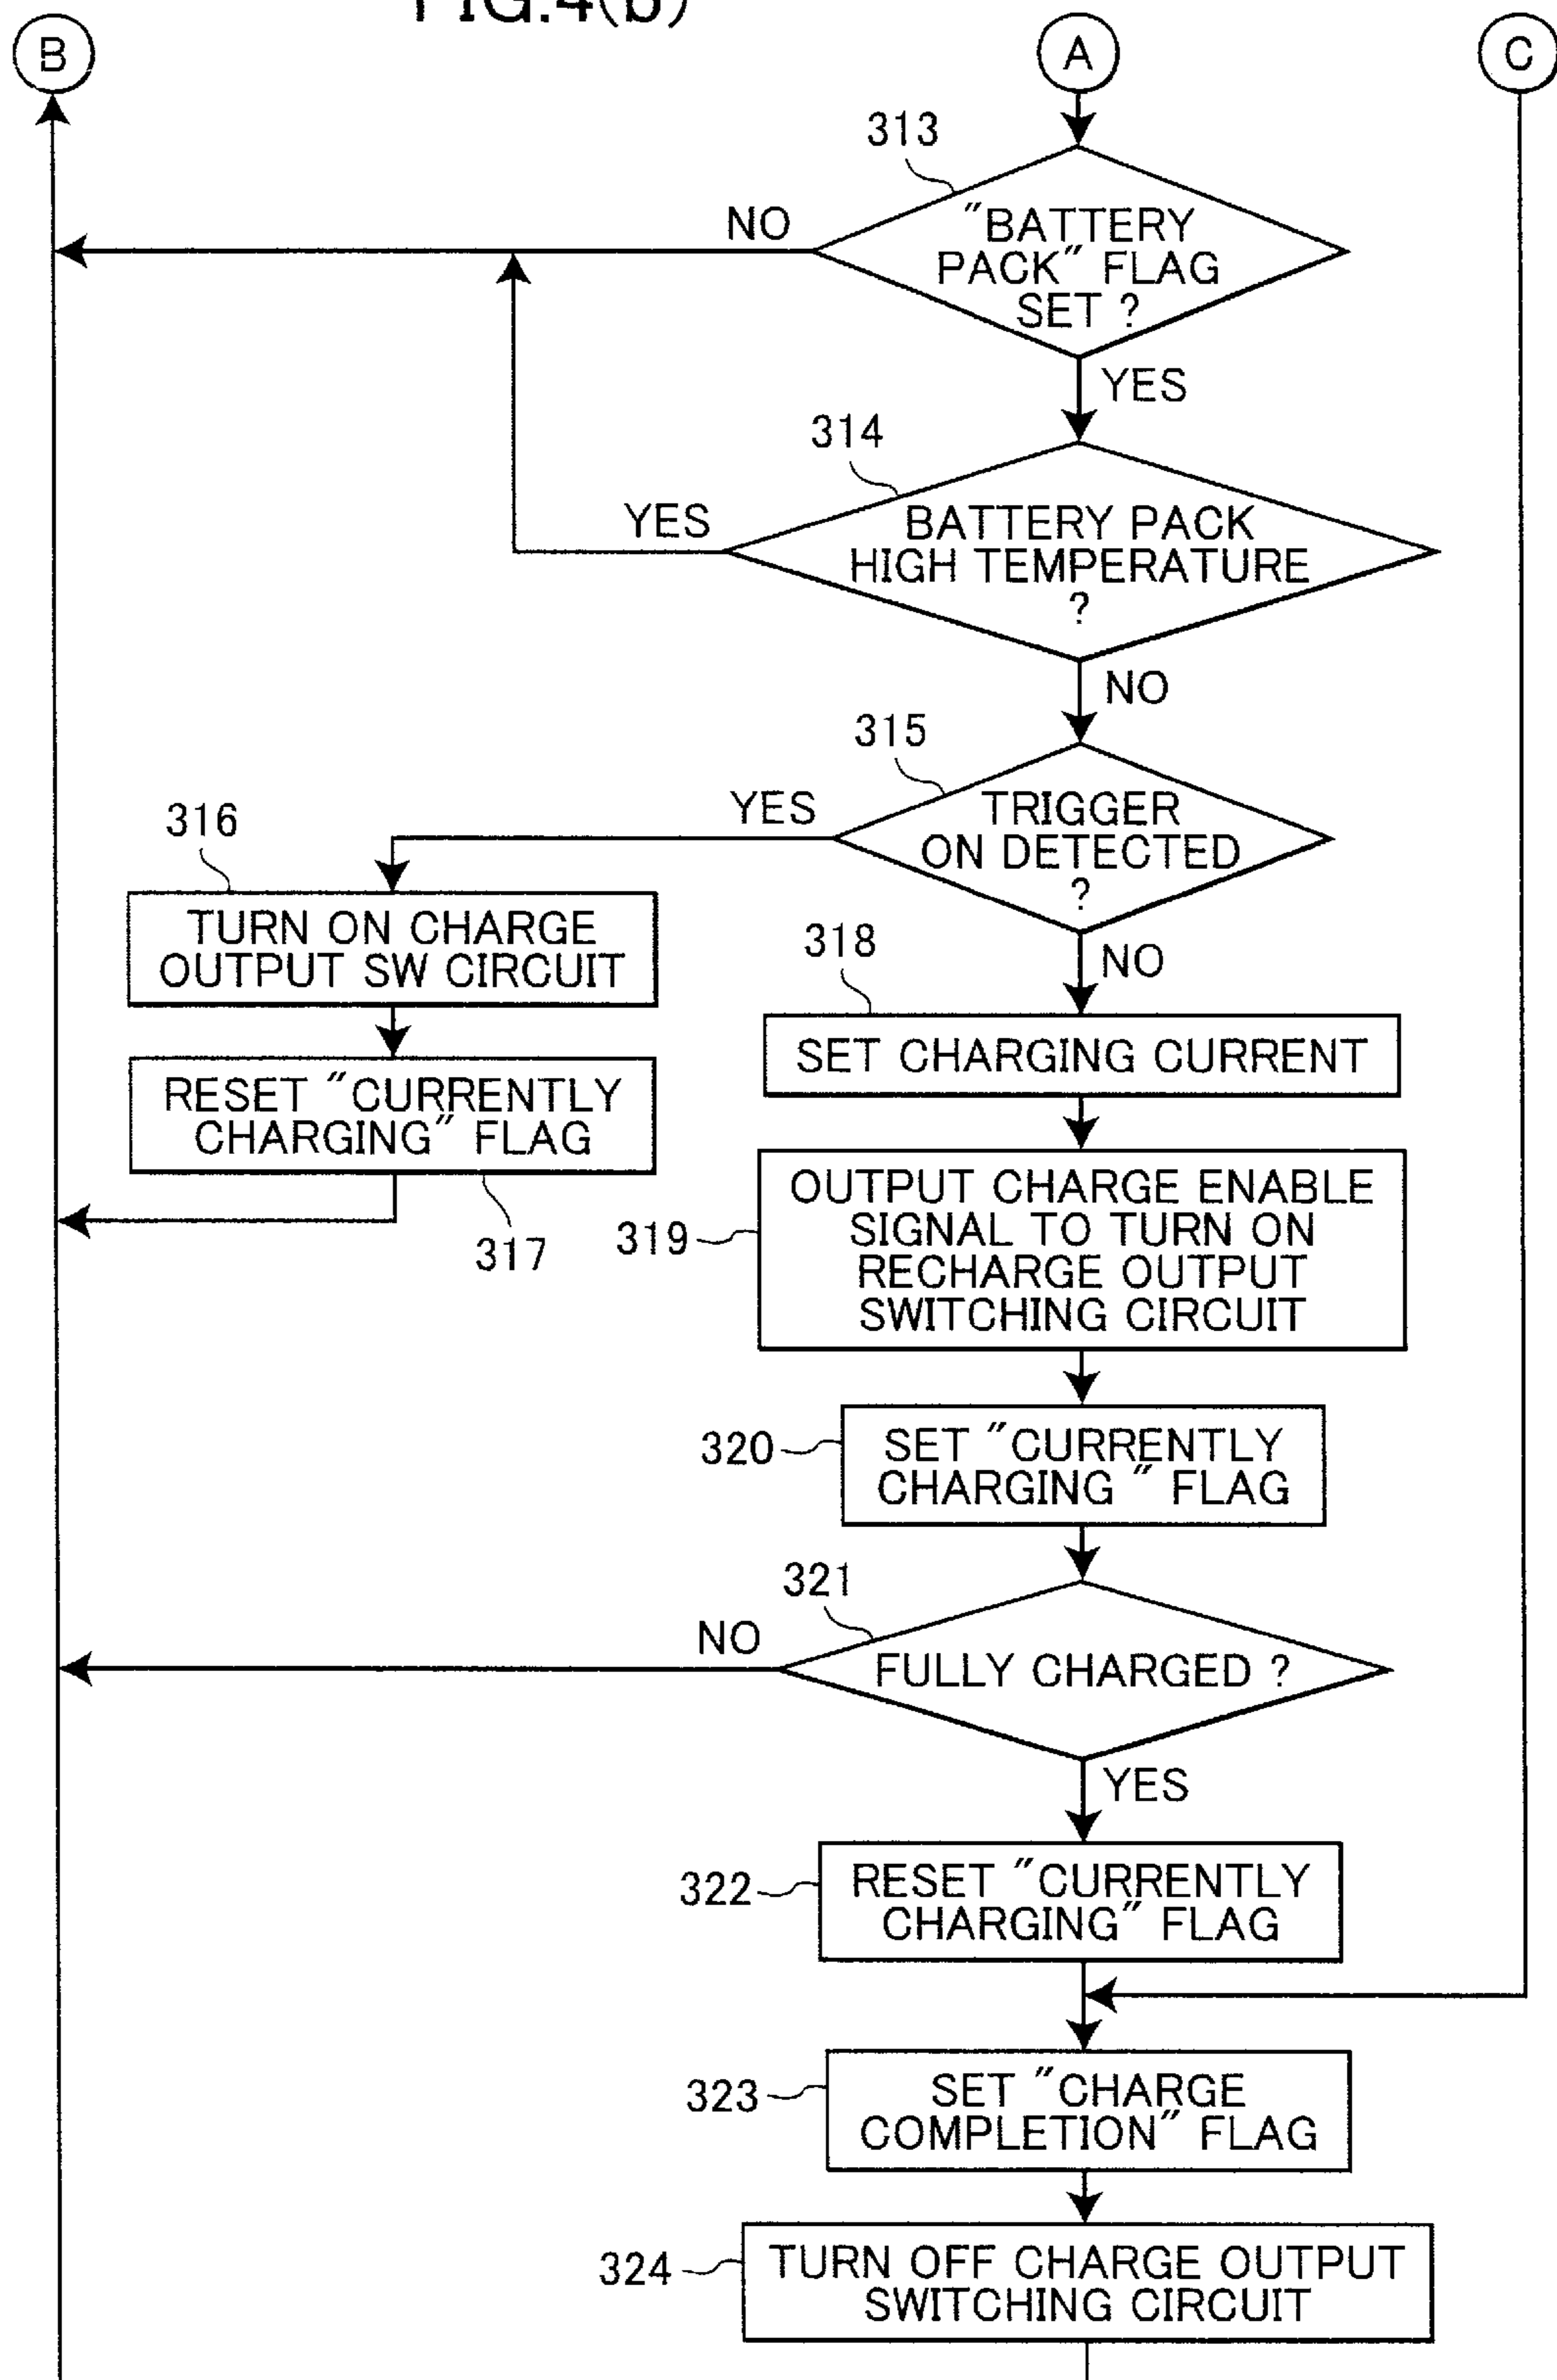 FIG.4(b)
B
A
C
313
"BATTERY
PACK" FLAG
SET ?
NO
YES
314
BATTERY PACK
HIGH TEMPERATURE
?
YES
NO
315
TRIGGER
ON DETECTED
?
YES
NO
316
TURN ON CHARGE
OUTPUT SW CIRCUIT
RESET "CURRENTLY
CHARGING" FLAG
317
318
SET CHARGING CURRENT
319
OUTPUT CHARGE ENABLE
SIGNAL TO TURN ON
RECHARGE OUTPUT
SWITCHING CIRCUIT
320
SET "CURRENTLY
CHARGING " FLAG
321
FULLY CHARGED ?
NO
YES
322
RESET "CURRENTLY
CHARGING" FLAG
323
SET "CHARGE
COMPLETION" FLAG
324
TURN OFF CHARGE OUTPUT
SWITCHING CIRCUIT